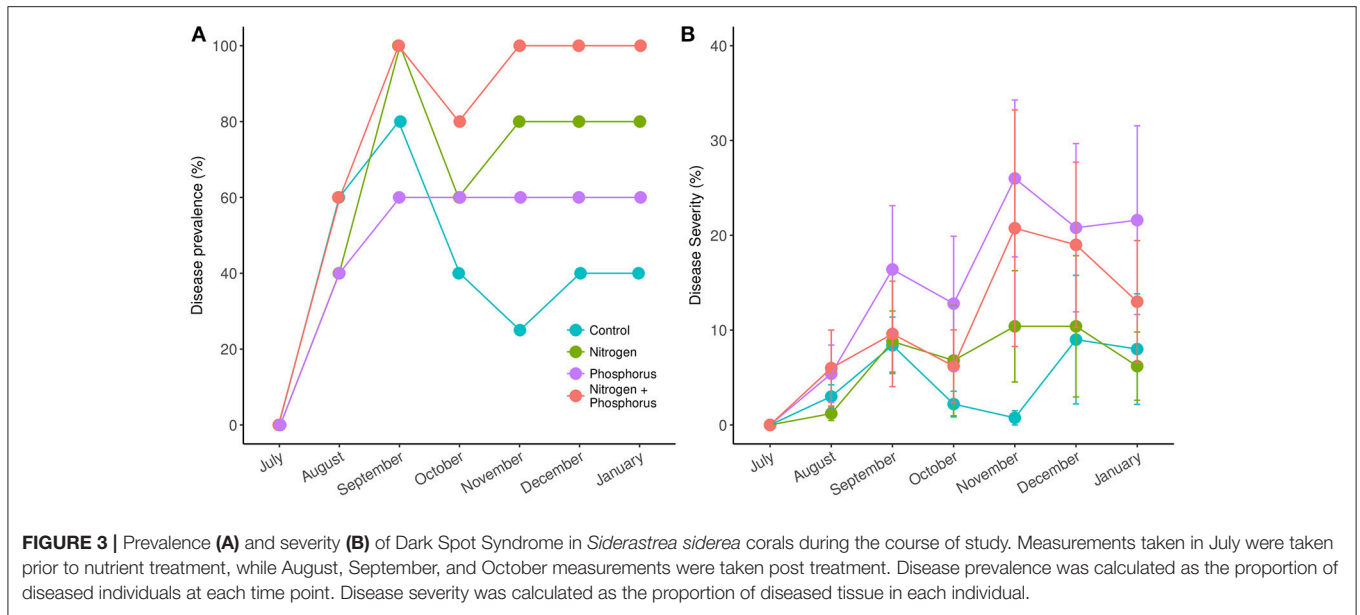 A
Disease prevalence (%)
100
80
60
40
20
0
July
August
September
October
November
December
January
Control
Nitrogen
Phosphorus
Nitrogen +
Phosphorus
B
Disease Severity (%)
40
30
20
10
0
July
August
September
October
November
December
January
FIGURE 3 | Prevalence (A) and severity (B) of Dark Spot Syndrome in Siderastrea siderea corals during the course of study. Measurements taken in July were taken
prior to nutrient treatment, while August, September, and October measurements were taken post treatment. Disease prevalence was calculated as the proportion of
diseased individuals at each time point. Disease severity was calculated as the proportion of diseased tissue in each individual.